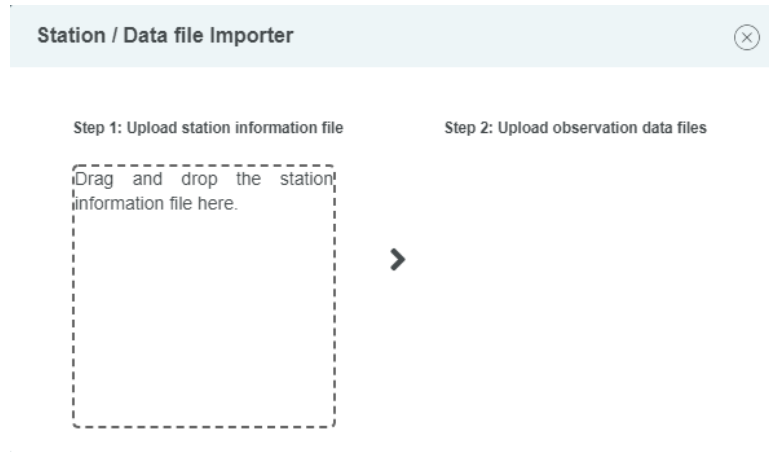 Station / Data file Importer
Step 1: Upload station information file
Step 2: Upload observation data files
Drag and drop the station
information file here.